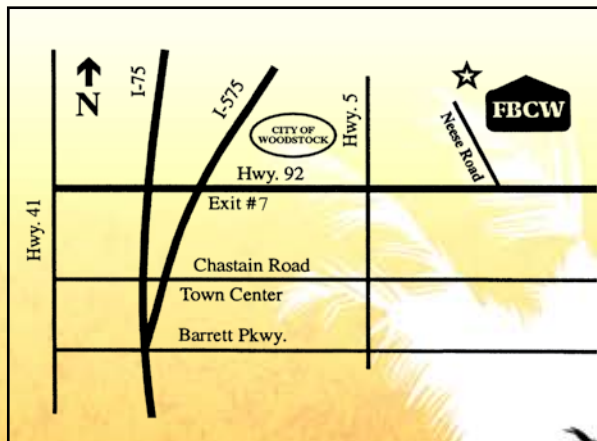 N
I-75
I-575
CITY OF
WOODSTOCK
Hwy. 5
FBCW
Neese Road
Hwy. 92
Hwy. 41
Exit #7
Chastain Road
Town Center
Barrett Pkwy.